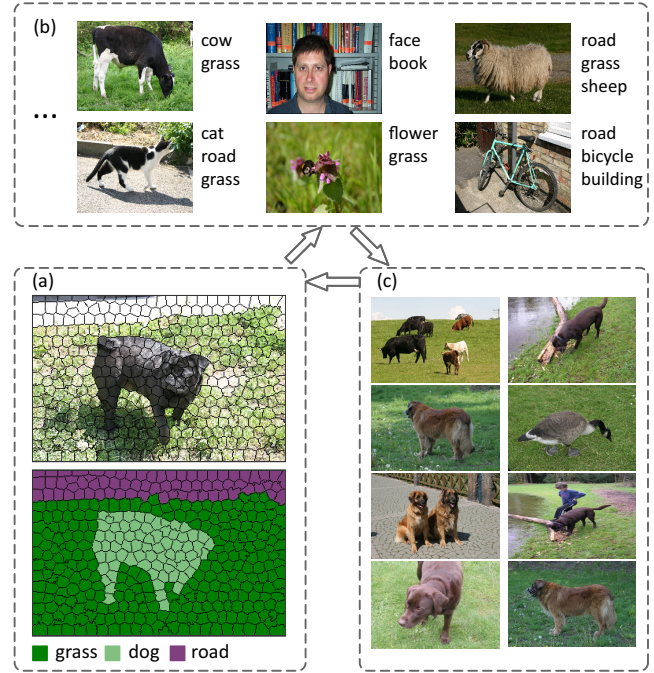 (b)
cow
grass
face
book
road
grass
sheep
...
cat
road
grass
flower
grass
road
bicycle
building
(a)
(c)
grass dog road